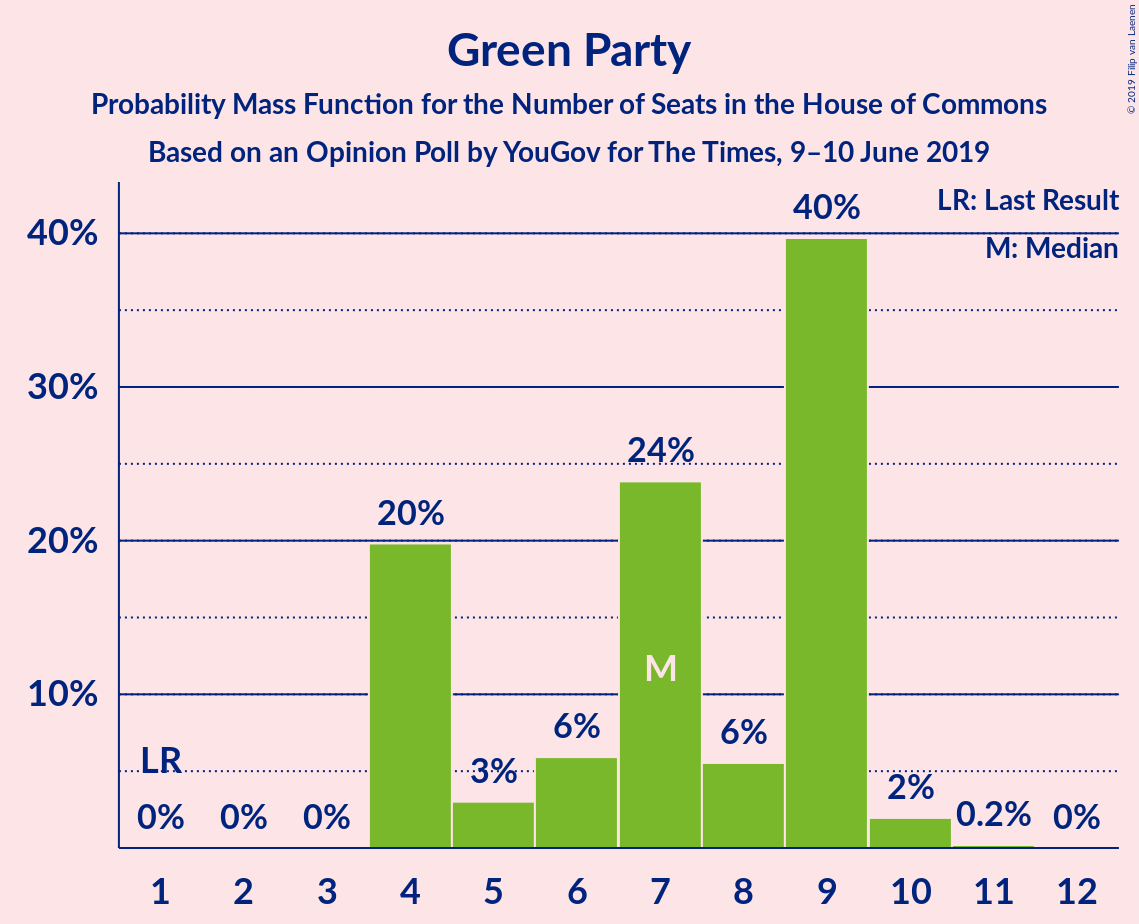 Green Party
Probability Mass Function for the Number of Seats in the House of Commons
Based on an Opinion Poll by YouGov for The Times, 9–10 June 2019
© 2019 Filip van Laenen
LR: Last Result
M: Median
40%
30%
20%
10%
LR
0%
0%
0%
20%
3%
6%
24%
M
6%
40%
2%
0.2%
0%
1 2 3 4 5 6 7 8 9 10 11 12